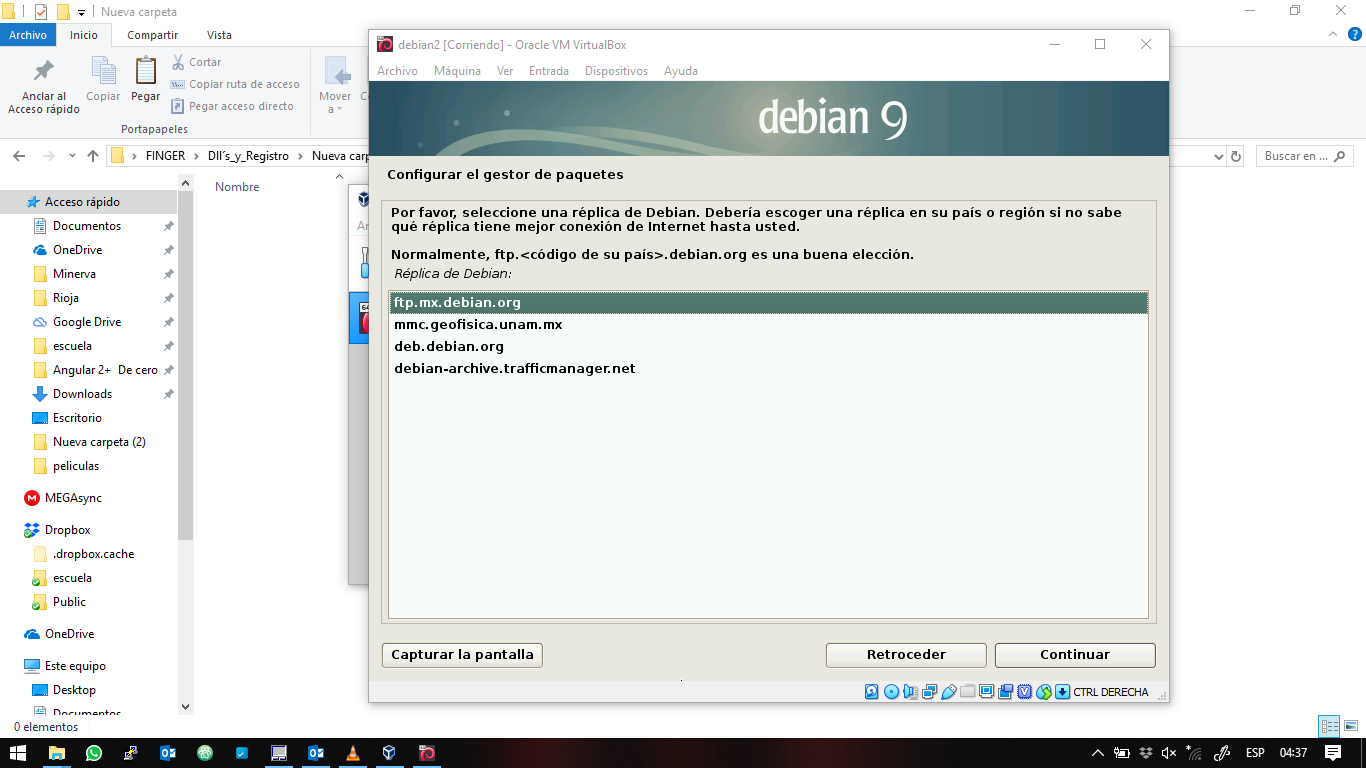 Nueva carpeta
Archivo
Inicio
Compartir
Vista
Anclar al
Acceso rápido
Copiar
Pegar
Cortar
Copiar ruta de acceso
Pegar acceso directo
Mover
a
Portapapeles
FINGER
Dll´s_y_Registro
Nueva carp
Buscar en ...
Nombre
Acceso rápido
Documentos
OneDrive
Minerva
Rioja
Google Drive
escuela
Angular 2+ De cero
Downloads
Escritorio
Nueva carpeta (2)
peliculas
MEGAsync
Dropbox
.dropbox.cache
escuela
Public
OneDrive
Este equipo
Desktop
Documentos
0 elementos
debian2 [Corriendo] - Oracle VM VirtualBox
Archivo
Máquina
Ver
Entrada
Dispositivos
Ayuda
debian 9
Configurar el gestor de paquetes
Por favor, seleccione una réplica de Debian. Debería escoger una réplica en su país o región si no sabe
qué réplica tiene mejor conexión de Internet hasta usted.
Normalmente, ftp.<código de su país>.debian.org es una buena elección.
Réplica de Debian:
ftp.mx.debian.org
mmc.geofisica.unam.mx
deb.debian.org
debian-archive.trafficmanager.net
Capturar la pantalla
Retroceder
Continuar
CTRL DERECHA
ESP
04:37